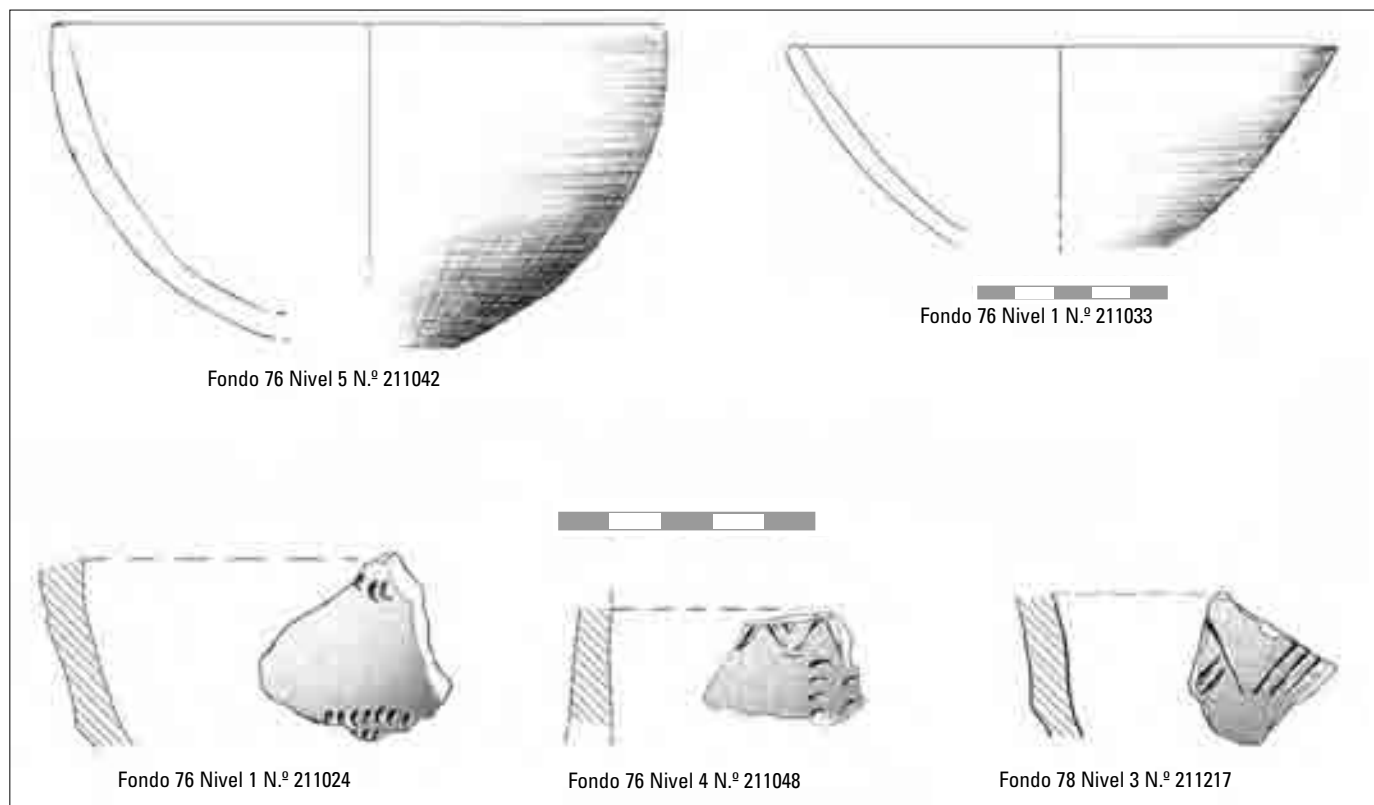 Fondo 76 Nivel 1 N.º 211033
Fondo 76 Nivel 5 N.º 211042
Fondo 76 Nivel 1 N.º 211024
Fondo 76 Nivel 4 N.º 211048
Fondo 78 Nivel 3 N.º 211217